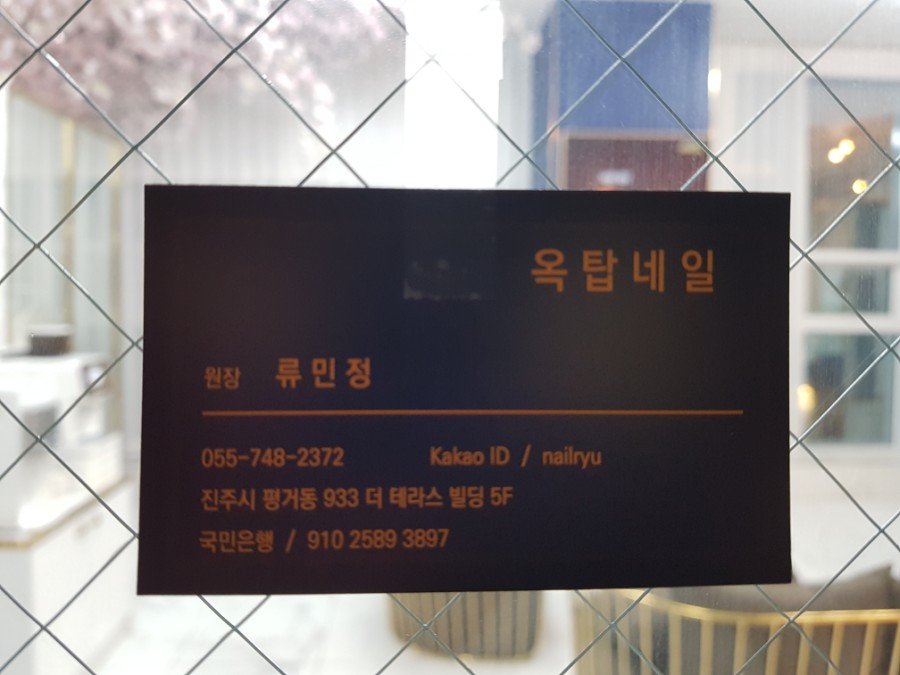 옥탑네일
원장 류민정
055-748-2372 Kakao ID / nailryu
진주시 평거동 933 더 테라스 빌딩 5F
국민은행 / 910 2589 3897